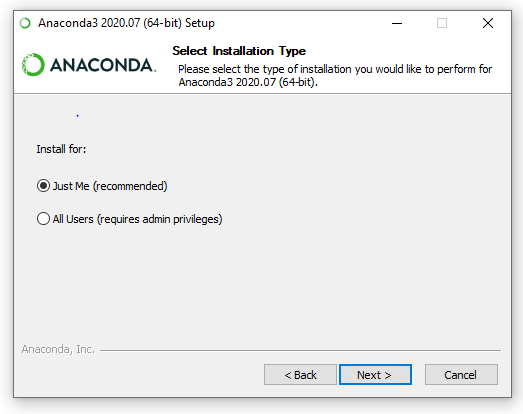 Anaconda3 2020.07 (64-bit) Setup
ANACONDA.
Select Installation Type
Please select the type of installation you would like to perform for
Anaconda3 2020.07 (64-bit).
Install for:
Just Me (recommended)
All Users (requires admin privileges)
Anaconda, Inc.
< Back
Next >
Cancel